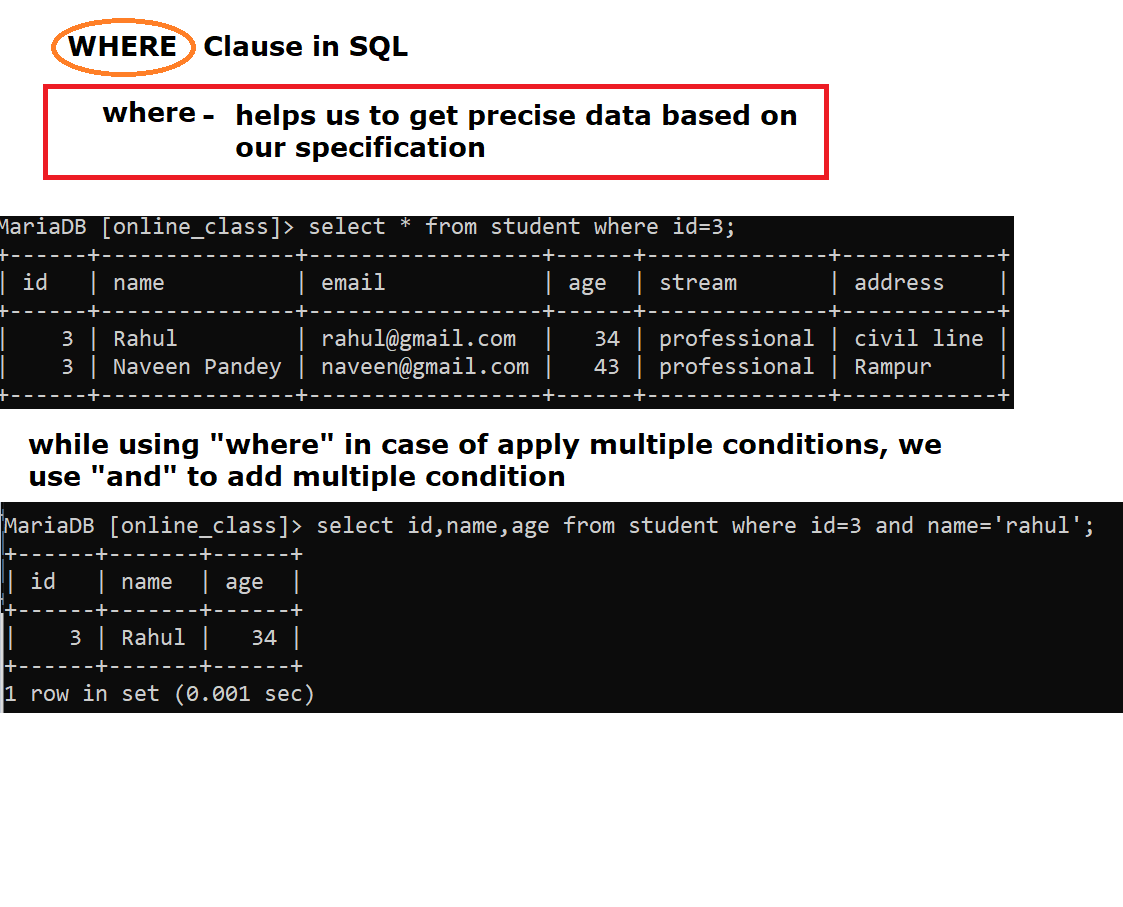 WHERE Clause in SQL
where - helps us to get precise data based on
our specification
MariaDB [online_class]> select * from student where id=3;
+------+---------------+------------------+------+--------------+------------+
| id   | name          | email            | age  | stream       | address    |
+------+---------------+------------------+------+--------------+------------+
|    3 | Rahul         | rahul@gmail.com  |   34 | professional | civil line |
|    3 | Naveen Pandey | naveen@gmail.com |   43 | professional | Rampur     |
+------+---------------+------------------+------+--------------+------------+
while using "where" in case of apply multiple conditions, we
use "and" to add multiple condition
MariaDB [online_class]> select id,name,age from student where id=3 and name='rahul';
+------+-------+------+
| id   | name  | age  |
+------+-------+------+
|    3 | Rahul |   34 |
+------+-------+------+
1 row in set (0.001 sec)